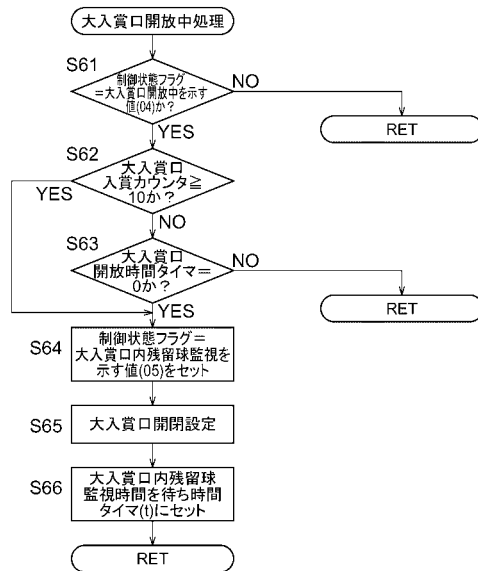 大入賞口開放中処理
S61
制御状態フラグ
=大入賞口開放中を示す
値(04)か?
NO
RET
YES
S62
大入賞口
入賞カウンタ≧
10か?
YES
NO
S63
大入賞口
開放時間タイマ=
0か?
NO
RET
YES
S64
制御状態フラグ=
大入賞口内残留球監視を
示す値(05)をセット
S65
大入賞口開閉設定
S66
大入賞口内残留球
監視時間を待ち時間
タイマ(t)にセット
RET